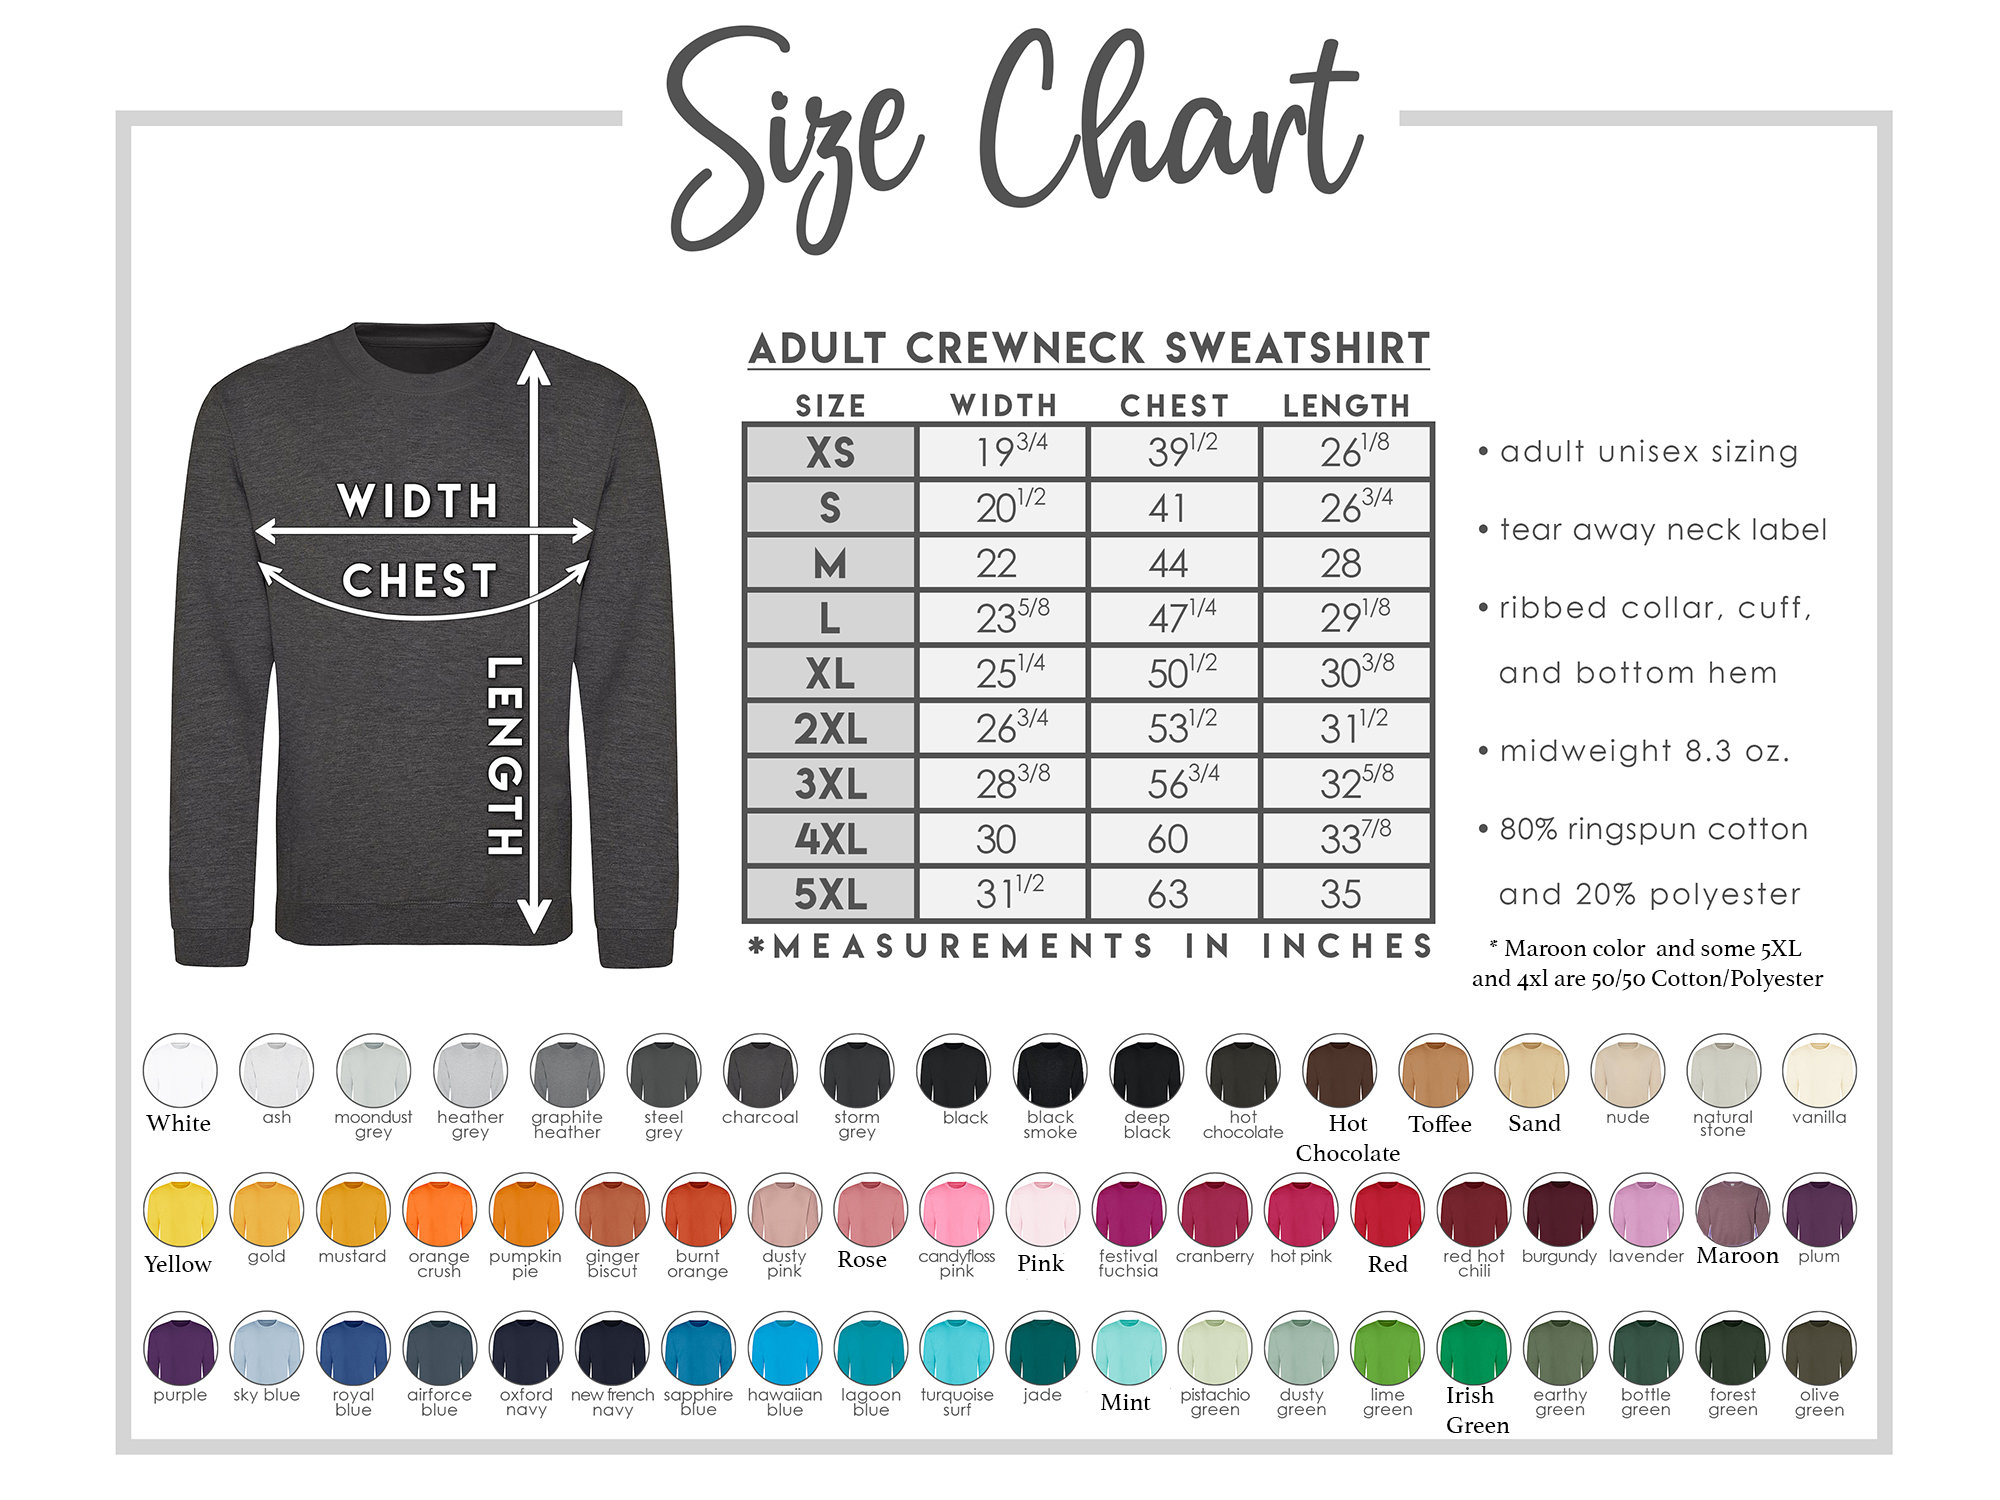 Size Chart
ADULT CREWNECK SWEATSHIRT
SIZE WIDTH CHEST LENGTH
XS 19 3/4 39 1/2 26 1/8
S 20 1/2 41 26 3/4
M 22 44 28
L 23 5/8 47 1/4 29 1/8
XL 25 1/4 50 1/2 30 3/8
2XL 26 3/4 53 1/2 31 1/2
3XL 28 3/8 56 3/4 32 5/8
4XL 30 60 33 7/8
5XL 31 1/2 63 35
*MEASUREMENTS IN INCHES
WIDTH
CHEST
LENGTH
• adult unisex sizing
• tear away neck label
• ribbed collar, cuff,
and bottom hem
• midweight 8.3 oz.
• 80% ringspun cotton
and 20% polyester
* Maroon color and some 5XL
and 4xl are 50/50 Cotton/Polyester
White
ash
moondust
grey
heather
grey
graphite
heather
steel
grey
charcoal
storm
grey
black
black
smoke
deep
black
hot
chocolate
Hot
Chocolate
Toffee
Sand
nude
natural
stone
vanilla
Yellow
gold
mustard
orange
crush
pumpkin
pie
ginger
biscut
burnt
orange
dusty
pink
Rose
candyfloss
pink
Pink
festival
fuchsia
cranberry
hot pink
Red
red hot
chili
burgundy
lavender
Maroon
plum
purple
sky blue
royal
blue
airforce
blue
oxford
navy
new french
navy
sapphire
blue
hawaiian
blue
lagoon
blue
turquoise
surf
jade
Mint
pistachio
green
dusty
green
lime
green
Irish
Green
earthy
green
bottle
green
forest
green
olive
green